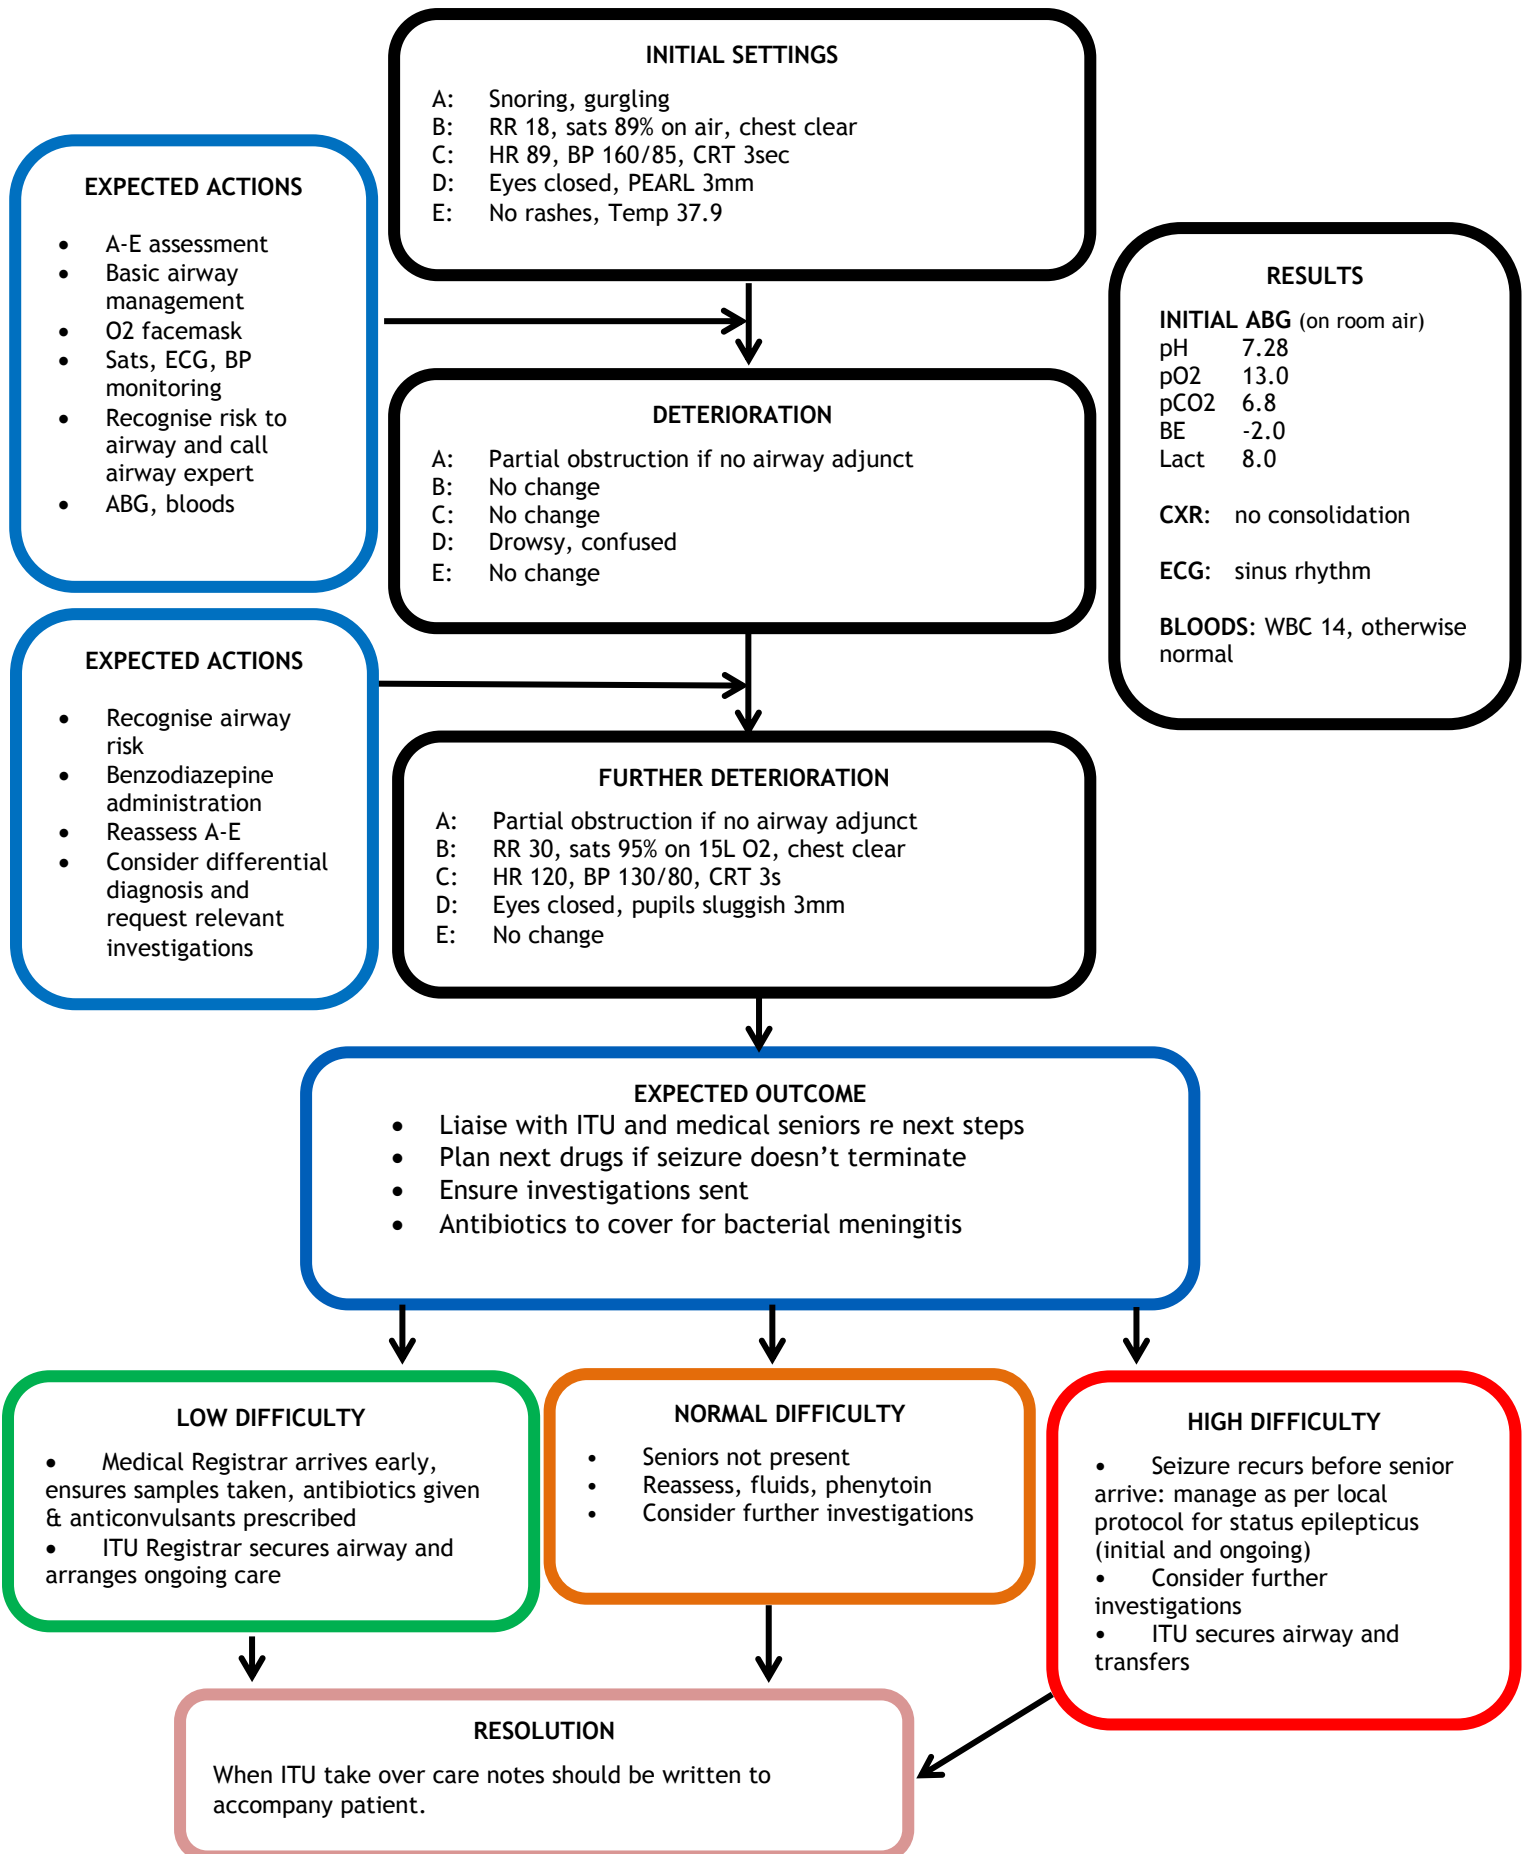 INITIAL SETTINGS
A: Snoring, gurgling
B: RR 18, sats 89% on air, chest clear
C: HR 89, BP 160/85, CRT 3sec
D: Eyes closed, PEARL 3mm
E: No rashes, Temp 37.9
EXPECTED ACTIONS
• A-E assessment
• Basic airway
management
• O2 facemask
• Sats, ECG, BP
monitoring
• Recognise risk to
airway and call
airway expert
• ABG, bloods
RESULTS
INITIAL ABG (on room air)
pH 7.28
pO2 13.0
pCO2 6.8
BE -2.0
Lact 8.0
CXR: no consolidation
ECG: sinus rhythm
BLOODS: WBC 14, otherwise
normal
DETERIORATION
A: Partial obstruction if no airway adjunct
B: No change
C: No change
D: Drowsy, confused
E: No change
EXPECTED ACTIONS
• Recognise airway
risk
• Benzodiazepine
administration
• Reassess A-E
• Consider differential
diagnosis and
request relevant
investigations
FURTHER DETERIORATION
A: Partial obstruction if no airway adjunct
B: RR 30, sats 95% on 15L O2, chest clear
C: HR 120, BP 130/80, CRT 3s
D: Eyes closed, pupils sluggish 3mm
E: No change
EXPECTED OUTCOME
• Liaise with ITU and medical seniors re next steps
• Plan next drugs if seizure doesn’t terminate
• Ensure investigations sent
• Antibiotics to cover for bacterial meningitis
LOW DIFFICULTY
• Medical Registrar arrives early,
ensures samples taken, antibiotics given
& anticonvulsants prescribed
• ITU Registrar secures airway and
arranges ongoing care
NORMAL DIFFICULTY
• Seniors not present
• Reassess, fluids, phenytoin
• Consider further investigations
HIGH DIFFICULTY
• Seizure recurs before senior
arrive: manage as per local
protocol for status epilepticus
(initial and ongoing)
• Consider further
investigations
• ITU secures airway and
transfers
RESOLUTION
When ITU take over care notes should be written to
accompany patient.